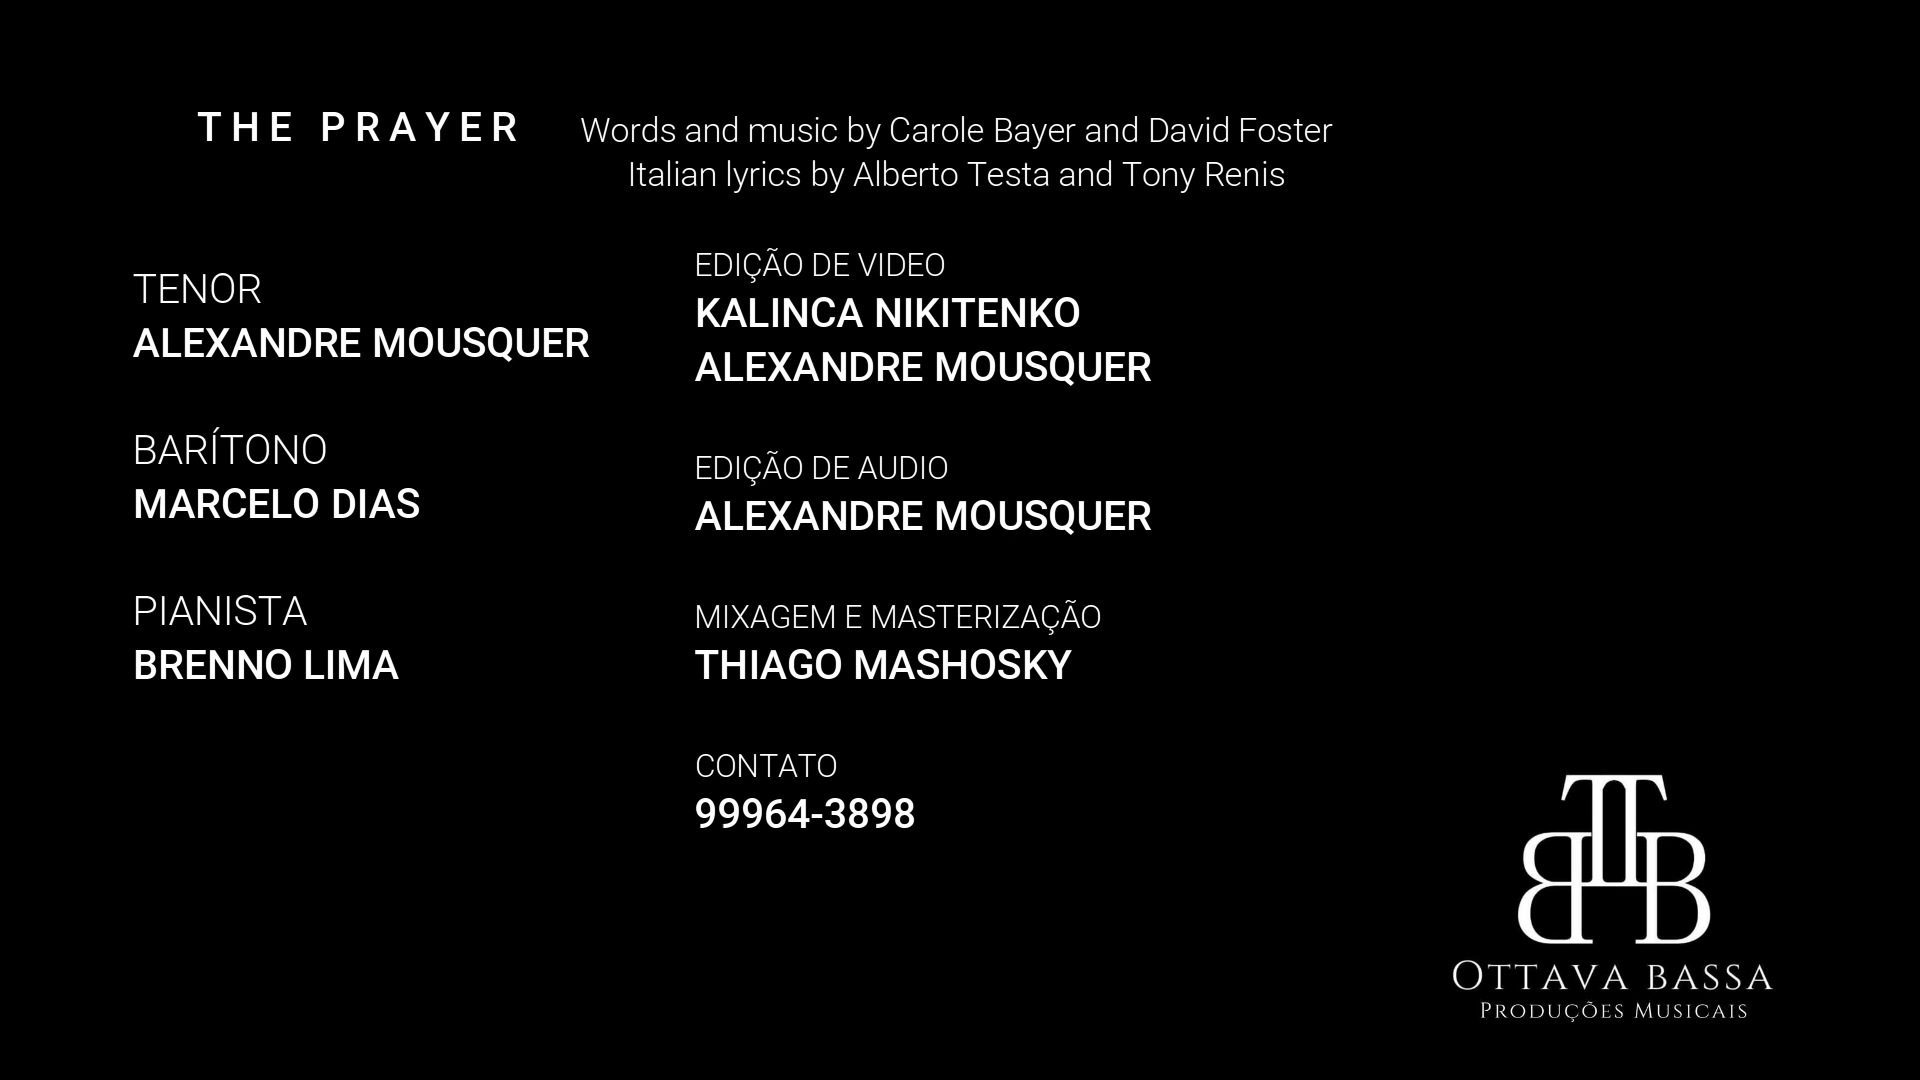 THE PRAYER
Words and music by Carole Bayer and David Foster
Italian lyrics by Alberto Testa and Tony Renis
TENOR
ALEXANDRE MOUSQUER
BARÍTONO
MARCELO DIAS
PIANISTA
BRENNO LIMA
EDIÇÃO DE VIDEO
KALINCA NIKITENKO
ALEXANDRE MOUSQUER
EDIÇÃO DE AUDIO
ALEXANDRE MOUSQUER
MIXAGEM E MASTERIZAÇÃO
THIAGO MASHOSKY
CONTATO
99964-3898
OTTAVA BASSA
PRODUÇÕES MUSICAIS